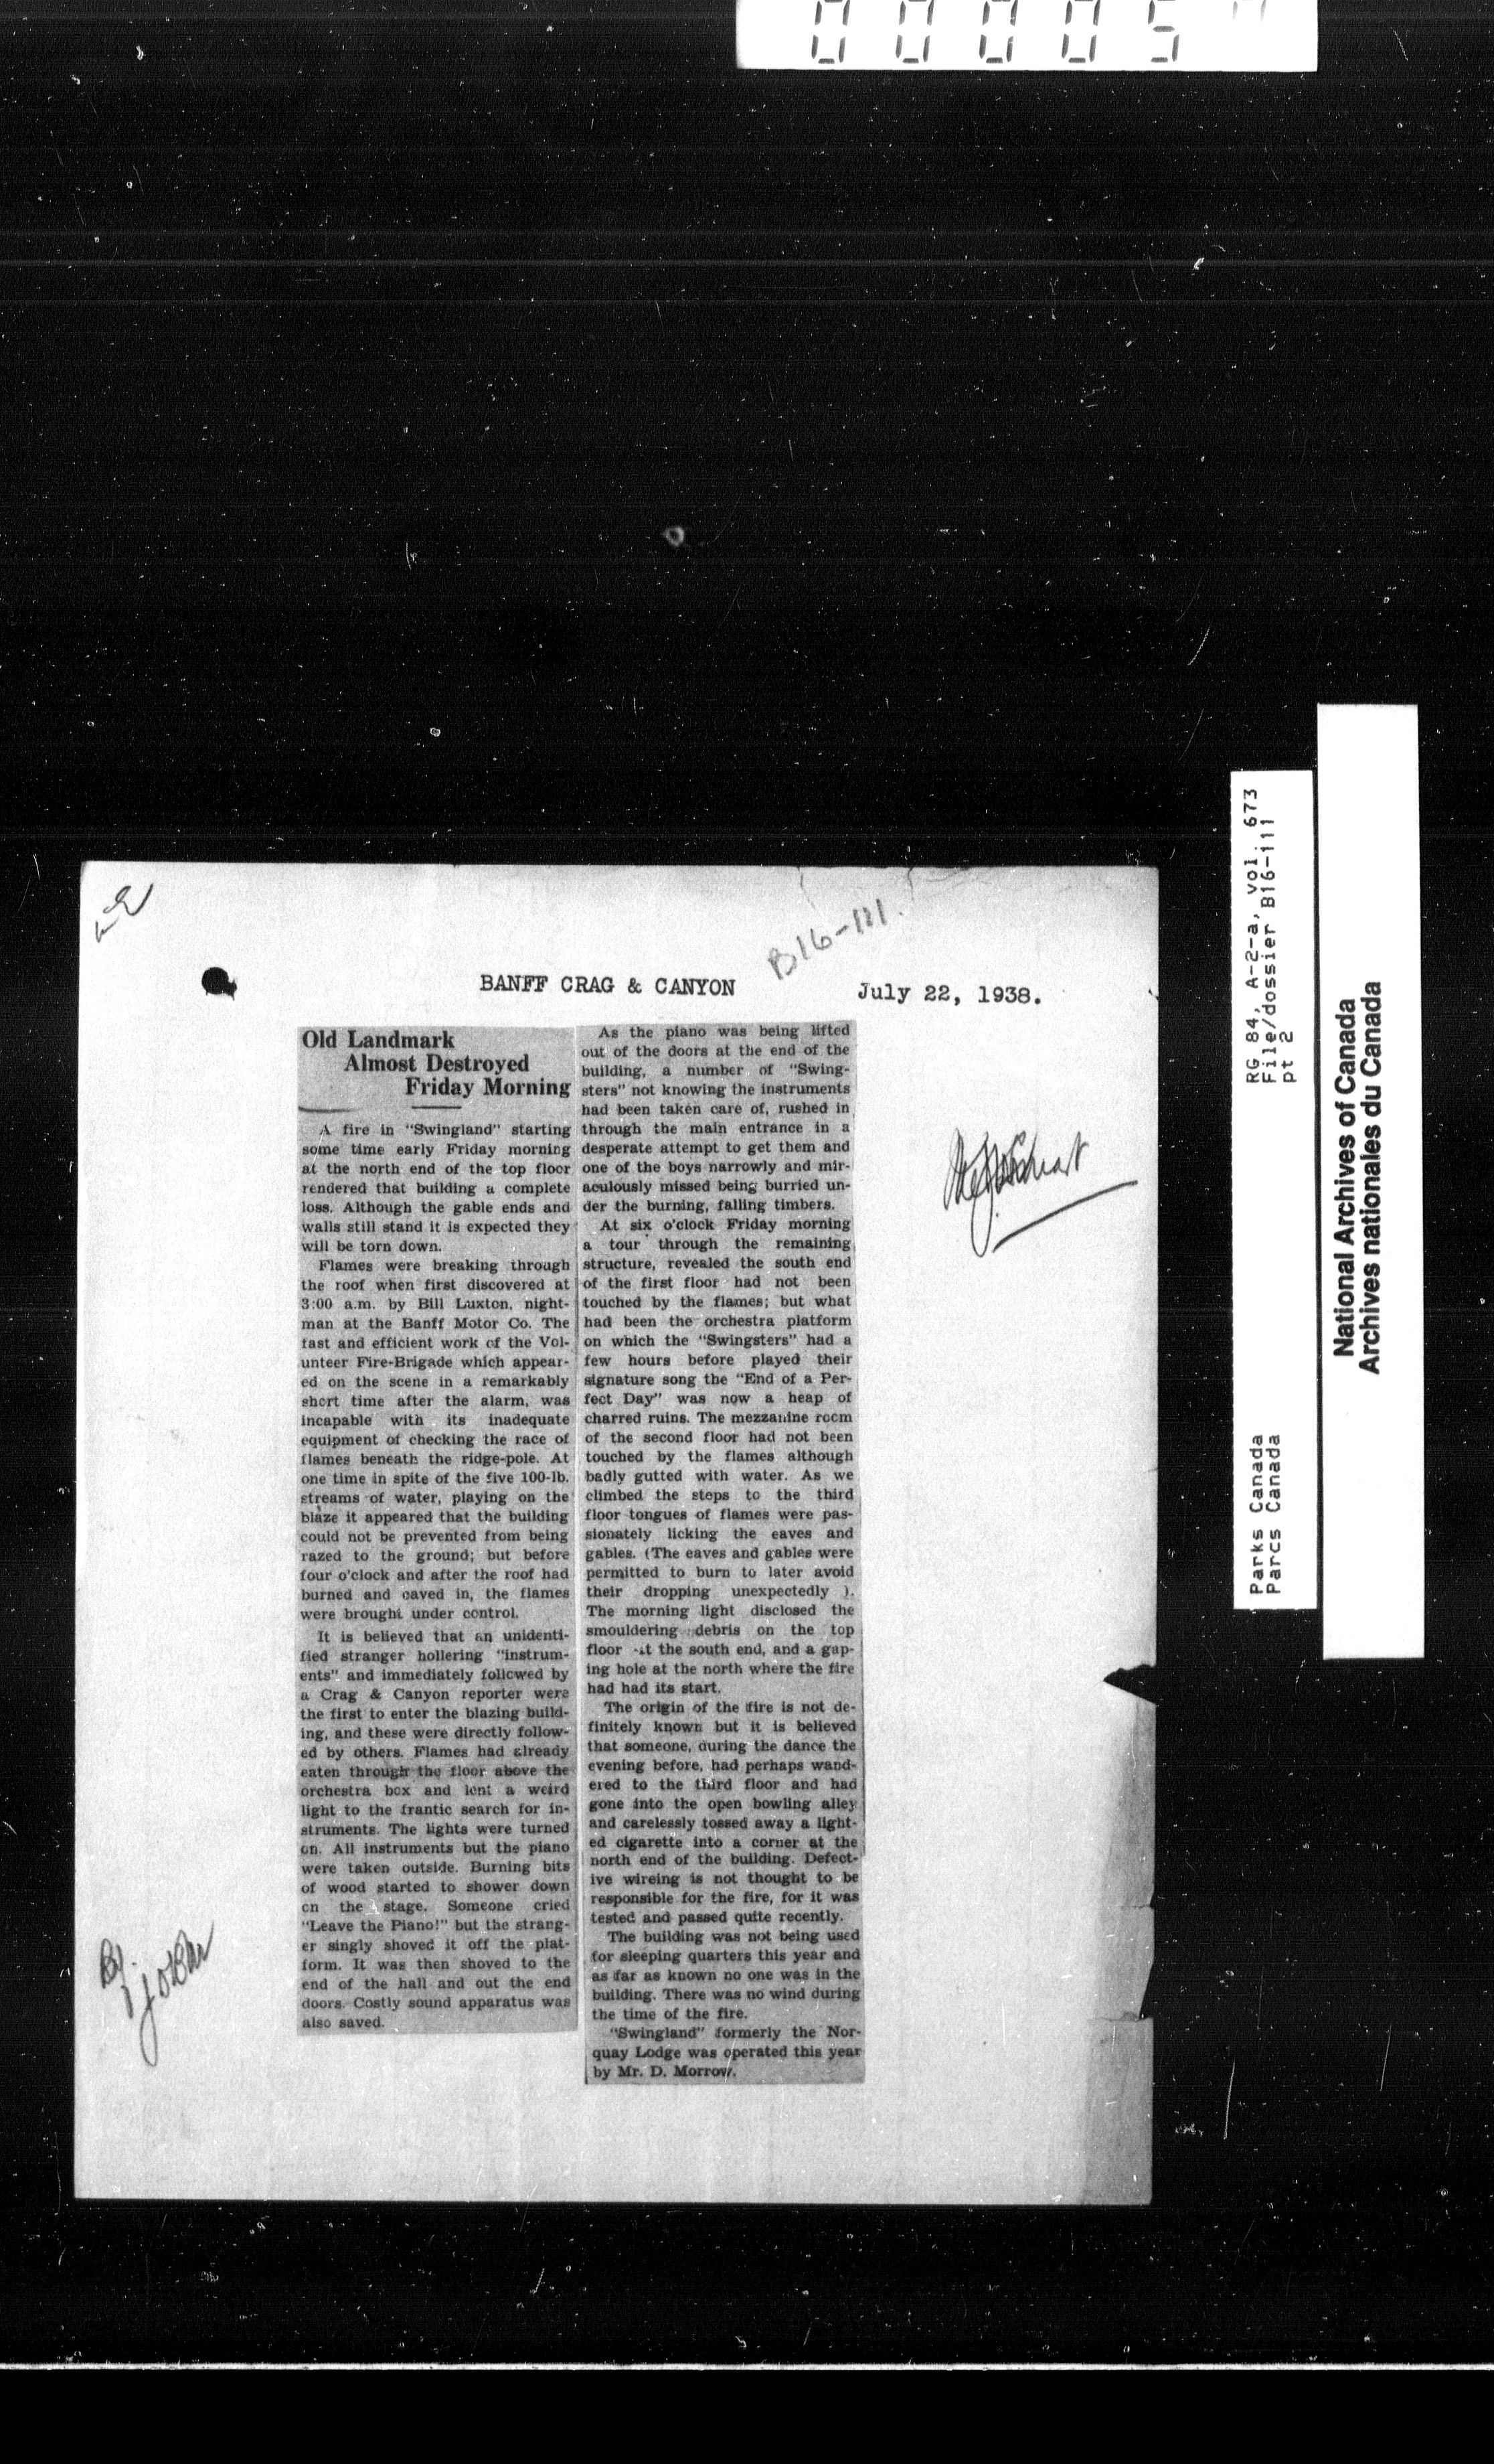 00005
B16-111.
BANFF CRAG & CANYON
July 22, 1938.
Old Landmark
Almost Destroyed
Friday Morning
A fire in "Swingland" starting
some time early Friday morning
at the north end of the top floor
rendered that building a complete
loss. Although the gable ends and
walls still stand it is expected they
will be torn down.
Flames were breaking through
the roof when first discovered at
3:00 a.m. by Bill Luxton, night-
man at the Banff Motor Co. The
fast and efficient work of the Vol-
unteer Fire-Brigade which appear-
ed on the scene in a remarkably
short time after the alarm, was
incapable with its inadequate
equipment of checking the race of
flames beneath the ridge-pole. At
one time in spite of the five 100-lb.
streams of water, playing on the
blaze it appeared that the building
could not be prevented from being
razed to the ground; but before
four o'clock and after the roof had
burned and caved in, the flames
were brought under control.
It is believed that an unidenti-
fied stranger hollering "instrum-
ents" and immediately followed by
a Crag & Canyon reporter were
the first to enter the blazing build-
ing, and these were directly follow-
ed by others. Flames had already
eaten through the floor above the
orchestra box and lent a weird
light to the frantic search for in-
struments. The lights were turned
on. All instruments but the piano
were taken outside. Burning bits
of wood started to shower down
on the stage. Someone cried
"Leave the Piano!" but the strang-
er singly shoved it off the plat-
form. It was then shoved to the
end of the hall and out the end
doors. Costly sound apparatus was
also saved.
As the piano was being lifted
out of the doors at the end of the
building, a number of "Swing-
sters" not knowing the instruments
had been taken care of, rushed in
through the main entrance in a
desperate attempt to get them and
one of the boys narrowly and mir-
aculously missed being burried un-
der the burning, falling timbers.
At six o'clock Friday morning
a tour through the remaining
structure, revealed the south end
of the first floor had not been
touched by the flames; but what
had been the orchestra platform
on which the "Swingsters" had a
few hours before played their
signature song the "End of a Per-
fect Day" was now a heap of
charred ruins. The mezzanine room
of the second floor had not been
touched by the flames although
badly gutted with water. As we
climbed the steps to the third
floor tongues of flames were pas-
sionately licking the eaves and
gables. (The eaves and gables were
permitted to burn to later avoid
their dropping unexpectedly ).
The morning light disclosed the
smouldering debris on the top
floor at the south end, and a gap-
ing hole at the north where the fire
had had its start.
The origin of the fire is not de-
finitely known but it is believed
that someone, during the dance the
evening before, had perhaps wand-
ered to the third floor and had
gone into the open bowling alley
and carelessly tossed away a light-
ed cigarette into a corner at the
north end of the building. Defect-
ive wireing is not thought to be
responsible for the fire, for it was
tested and passed quite recently.
The building was not being used
for sleeping quarters this year and
as far as known no one was in the
building. There was no wind during
the time of the fire.
"Swingland" formerly the Nor-
quay Lodge was operated this year
by Mr. D. Morrow.
Parks Canada
Parcs Canada
RG 84, A-2-a, vol. 673
File/dossier B16-111
pt 2
National Archives of Canada
Archives nationales du Canada